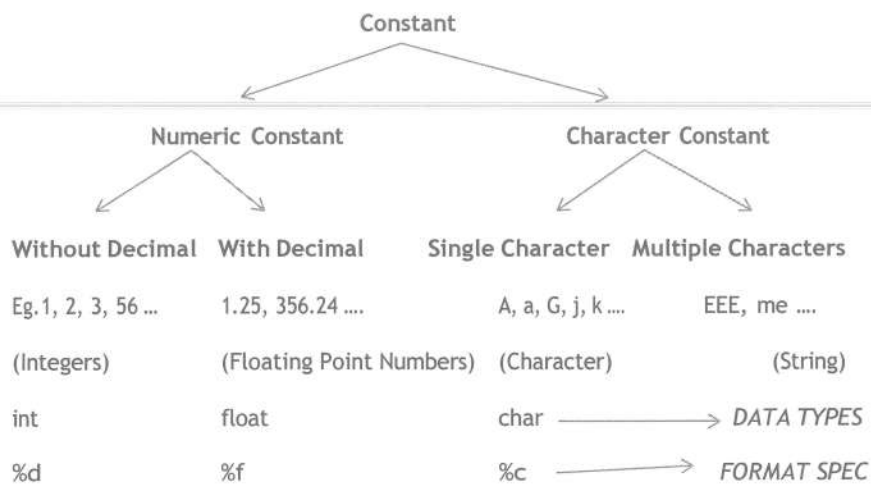 Constant
Numeric Constant Character Constant
Without Decimal With Decimal Single Character Multiple Characters
Eg.1, 2, 3, 56 ... 1.25, 356.24 .... A, a, G, j, k .... EEE, me ....
(Integers) (Floating Point Numbers) (Character) (String)
int float char DATA TYPES
%d %f %c FORMAT SPEC